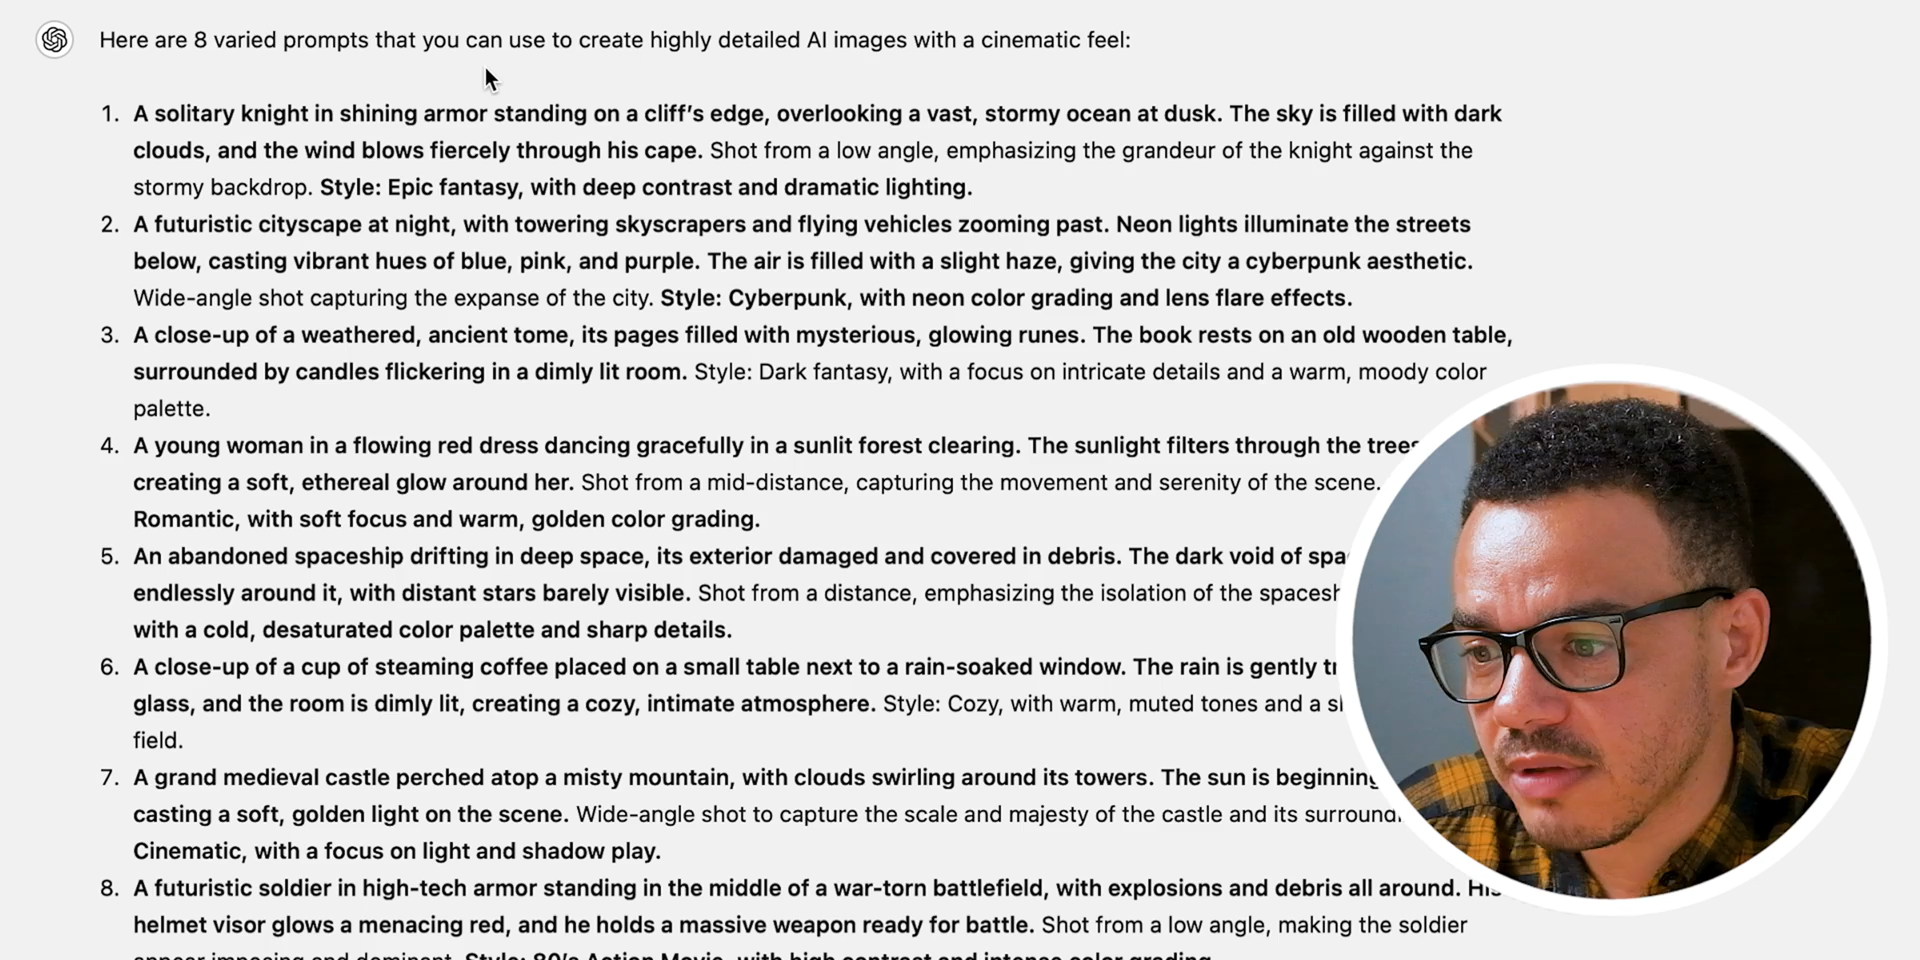 Here are 8 varied prompts that you can use to create highly detailed AI images with a cinematic feel:
1. A solitary knight in shining armor standing on a cliff’s edge, overlooking a vast, stormy ocean at dusk. The sky is filled with dark
clouds, and the wind blows fiercely through his cape. Shot from a low angle, emphasizing the grandeur of the knight against the
stormy backdrop. Style: Epic fantasy, with deep contrast and dramatic lighting.
2. A futuristic cityscape at night, with towering skyscrapers and flying vehicles zooming past. Neon lights illuminate the streets
below, casting vibrant hues of blue, pink, and purple. The air is filled with a slight haze, giving the city a cyberpunk aesthetic.
Wide-angle shot capturing the expanse of the city. Style: Cyberpunk, with neon color grading and lens flare effects.
3. A close-up of a weathered, ancient tome, its pages filled with mysterious, glowing runes. The book rests on an old wooden table,
surrounded by candles flickering in a dimly lit room. Style: Dark fantasy, with a focus on intricate details and a warm, moody color
palette.
4. A young woman in a flowing red dress dancing gracefully in a sunlit forest clearing. The sunlight filters through the trees
creating a soft, ethereal glow around her. Shot from a mid-distance, capturing the movement and serenity of the scene.
Romantic, with soft focus and warm, golden color grading.
5. An abandoned spaceship drifting in deep space, its exterior damaged and covered in debris. The dark void of
endlessly around it, with distant stars barely visible. Shot from a distance, emphasizing the isolation of the
with a cold, desaturated color palette and sharp details.
6. A close-up of a cup of steaming coffee placed on a small table next to a rain-soaked window. The rain is gently
glass, and the room is dimly lit, creating a cozy, intimate atmosphere. Style: Cozy, with warm, muted tones and a
field.
7. A grand medieval castle perched atop a misty mountain, with clouds swirling around its towers. The sun is beginning
casting a soft, golden light on the scene. Wide-angle shot to capture the scale and majesty of the castle and its
Cinematic, with a focus on light and shadow play.
8. A futuristic soldier in high-tech armor standing in the middle of a war-torn battlefield, with explosions and debris all around. His
helmet visor glows a menacing red, and he holds a massive weapon ready for battle. Shot from a low angle, making the soldier
appear imposing and dominant. Style: 80's Action Movie, with high contrast and intense color grading.